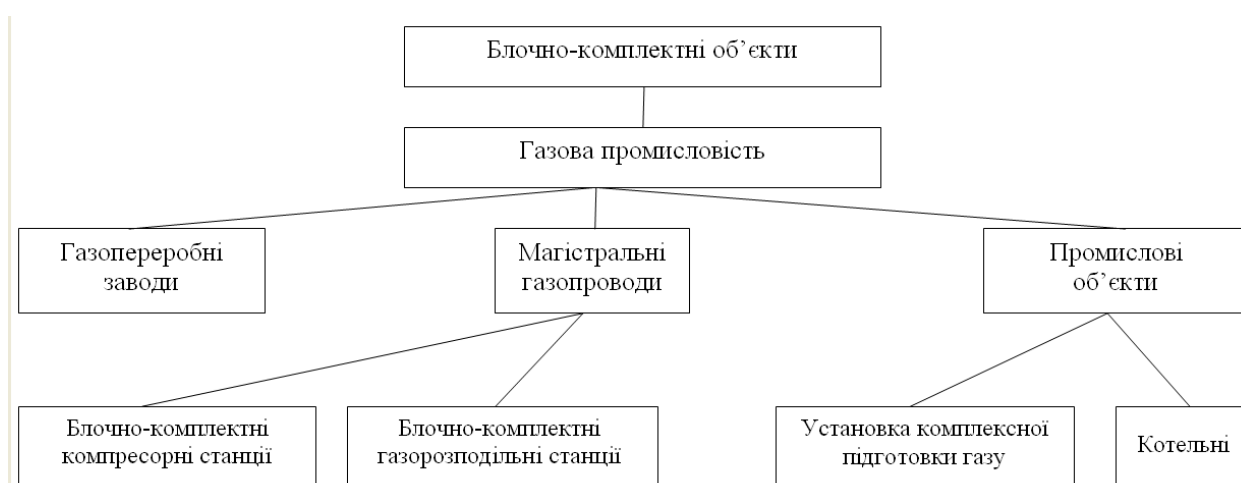 Блочно-комплектні об’єкти
Газова промисловість
Газопереробні
заводи
Магістральні
газопроводи
Промислові
об’єкти
Блочно-комплектні
компресорні станції
Блочно-комплектні
газорозподільні станції
Установка комплексної
підготовки газу
Котельні